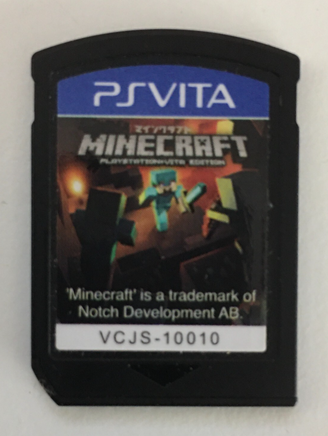 PSVITA
マインクラフト
MINECRAFT
PLAYSTATION®VITA EDITION
'Minecraft' is a trademark of
Notch Development AB.
VCJS-10010